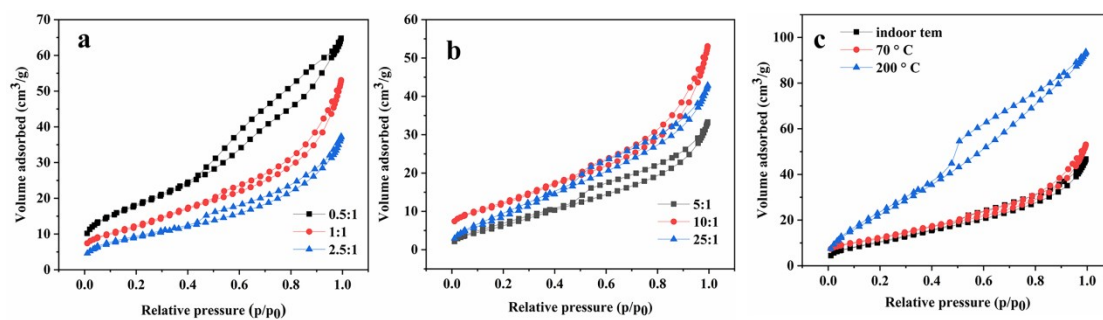 a
70
60
50
40
30
20
10
0
Volume adsorbed (cm³/g)
0.5:1
1:1
2.5:1
0.0 0.2 0.4 0.6 0.8 1.0
Relative pressure (p/p0)
b
60
50
40
30
20
10
0
Volume adsorbed (cm³/g)
5:1
10:1
25:1
0.0 0.2 0.4 0.6 0.8 1.0
Relative pressure (p/p0)
c
100
80
60
40
20
0
Volume adsorbed (cm³/g)
indoor tem
70 ° C
200 ° C
0.0 0.2 0.4 0.6 0.8 1.0
Relative pressure (p/p0)